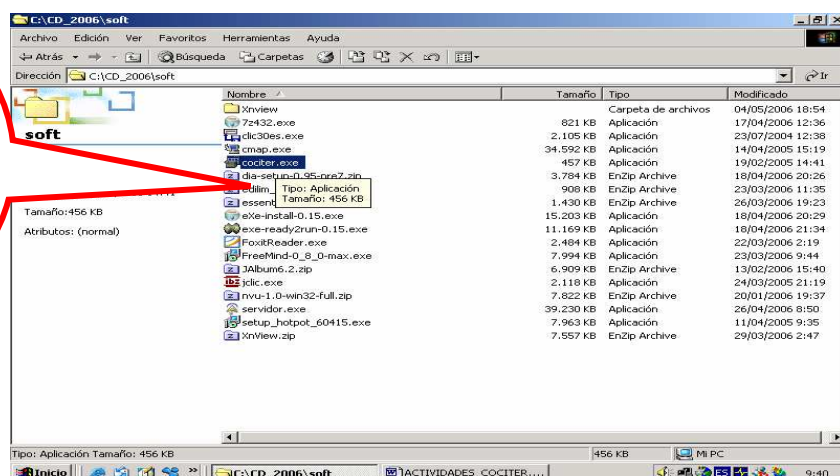 C:\CD_2006\soft
Archivo Edición Ver Favoritos Herramientas Ayuda
Atrás Búsqueda Carpetas
Dirección C:\CD_2006\soft Ir
Nombre Tamaño Tipo Modificado
soft
Xnview Carpeta de archivos 04/05/2006 18:54
7z432.exe 821 KB Aplicación 17/04/2006 12:36
clic30es.exe 2.105 KB Aplicación 23/07/2004 12:38
cmap.exe 34.592 KB Aplicación 14/04/2005 15:19
cociter.exe 457 KB Aplicación 19/02/2005 14:41
dia-setup-0.95-pre7.zip 3.784 KB EnZip Archive 18/04/2006 20:26
edilim_ 908 KB EnZip Archive 23/03/2006 11:35
essent 1.430 KB EnZip Archive 26/03/2006 19:23
eXe-install-0.15.exe 15.203 KB Aplicación 18/04/2006 20:29
exe-ready2run-0.15.exe 11.169 KB Aplicación 18/04/2006 21:34
FoxitReader.exe 2.484 KB Aplicación 22/03/2006 2:19
FreeMind-0_8_0-max.exe 7.994 KB Aplicación 23/03/2006 9:44
JAlbum6.2.zip 6.909 KB EnZip Archive 13/02/2006 15:40
jclic.exe 2.118 KB Aplicación 24/03/2005 21:19
nvu-1.0-win32-full.zip 7.822 KB EnZip Archive 20/01/2006 19:37
servidor.exe 39.230 KB Aplicación 26/04/2006 8:50
setup_hotpot_60415.exe 7.963 KB Aplicación 11/04/2005 9:35
XnView.zip 7.557 KB EnZip Archive 29/03/2006 2:47
Tipo: Aplicación
Tamaño: 456 KB
Tamaño:456 KB
Atributos: (normal)
Tipo: Aplicación Tamaño: 456 KB 456 KB Mi PC
Inicio C:\CD_2006\soft ACTIVIDADES COCITER.... ES 9:40